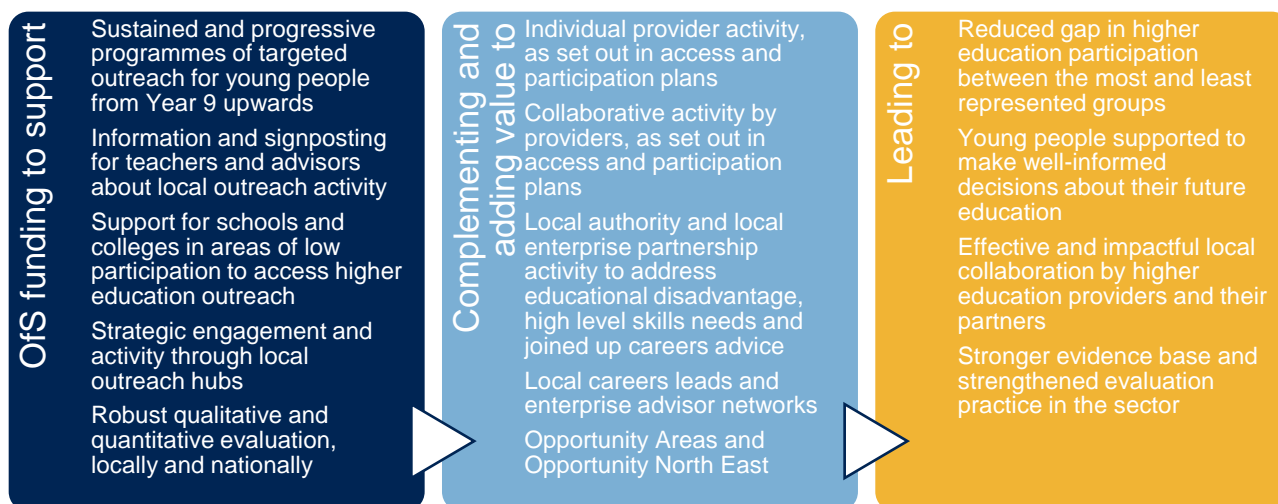 OfS funding to support
Sustained and progressive
programmes of targeted
outreach for young people
from Year 9 upwards
Information and signposting
for teachers and advisors
about local outreach activity
Support for schools and
colleges in areas of low
participation to access higher
education outreach
Strategic engagement and
activity through local
outreach hubs
Robust qualitative and
quantitative evaluation,
locally and nationally
Complementing and
adding value to
Individual provider activity,
as set out in access and
participation plans
Collaborative activity by
providers, as set out in
access and participation
plans
Local authority and local
enterprise partnership
activity to address
educational disadvantage,
high level skills needs and
joined up careers advice
Local careers leads and
enterprise advisor networks
Opportunity Areas and
Opportunity North East
Leading to
Reduced gap in higher
education participation
between the most and least
represented groups
Young people supported to
make well-informed
decisions about their future
education
Effective and impactful local
collaboration by higher
education providers and their
partners
Stronger evidence base and
strengthened evaluation
practice in the sector